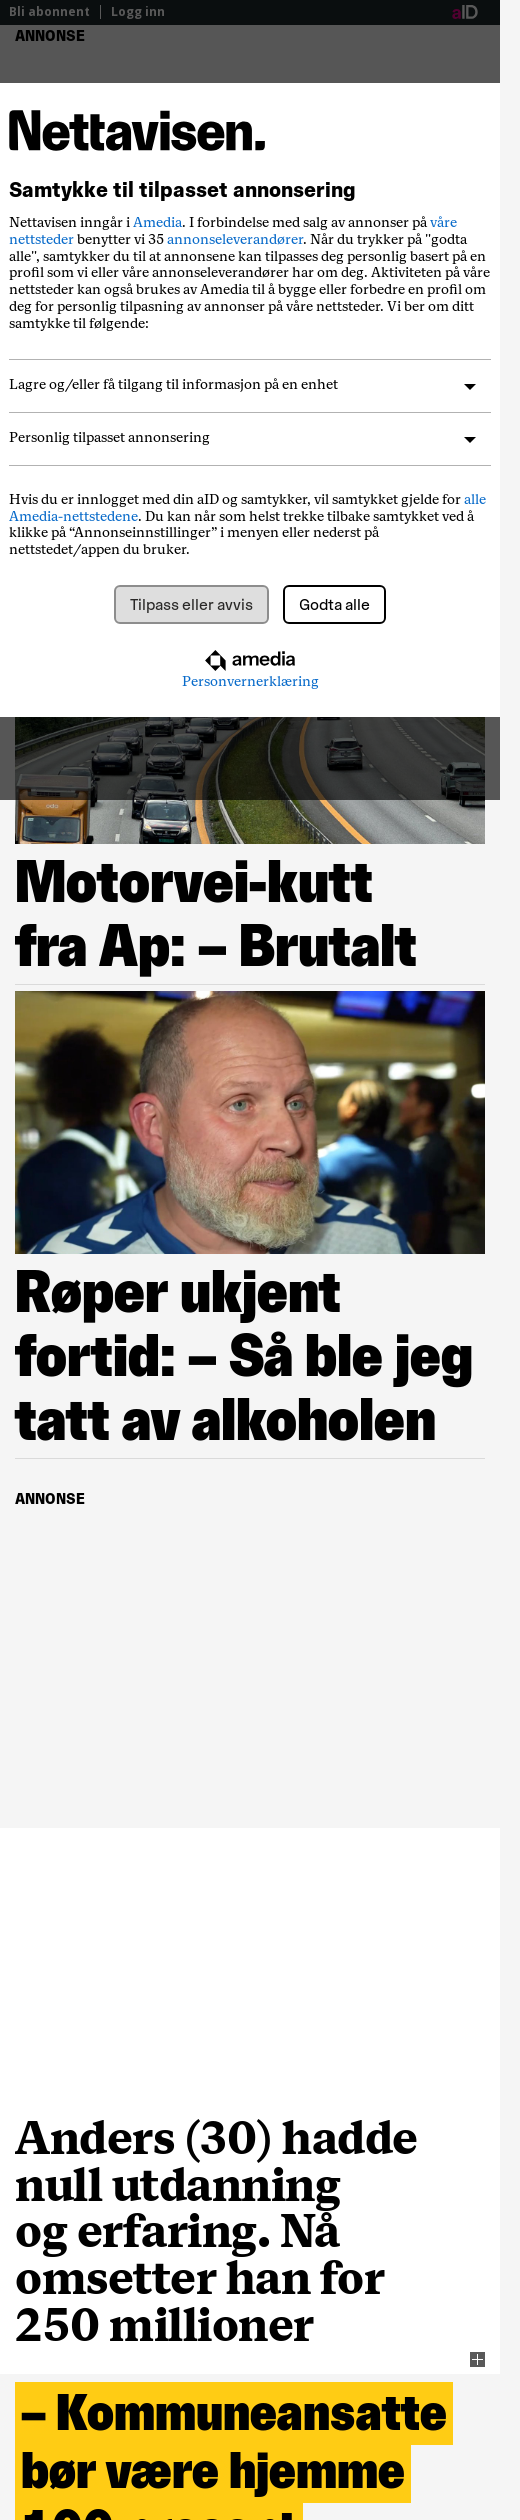 Bli abonnent | Logg inn aID
ANNONSE
Nettavisen.
Samtykke til tilpasset annonsering
Nettavisen inngår i Amedia. I forbindelse med salg av annonser på våre
nettsteder benytter vi 35 annonseleverandører. Når du trykker på "godta
alle", samtykker du til at annonsene kan tilpasses deg personlig basert på en
profil som vi eller våre annonseleverandører har om deg. Aktiviteten på våre
nettsteder kan også brukes av Amedia til å bygge eller forbedre en profil om
deg for personlig tilpasning av annonser på våre nettsteder. Vi ber om ditt
samtykke til følgende:
Lagre og/eller få tilgang til informasjon på en enhet
Personlig tilpasset annonsering
Hvis du er innlogget med din aID og samtykker, vil samtykket gjelde for alle
Amedia-nettstedene. Du kan når som helst trekke tilbake samtykket ved å
klikke på “Annonseinnstillinger” i menyen eller nederst på
nettstedet/appen du bruker.
Tilpass eller avvis Godta alle
amedia
Personvernerklæring
Motorvei-kutt
fra Ap: – Brutalt
Røper ukjent
fortid: – Så ble jeg
tatt av alkoholen
ANNONSE
Anders (30) hadde
null utdanning
og erfaring. Nå
omsetter han for
250 millioner
– Kommuneansatte
bør være hjemme